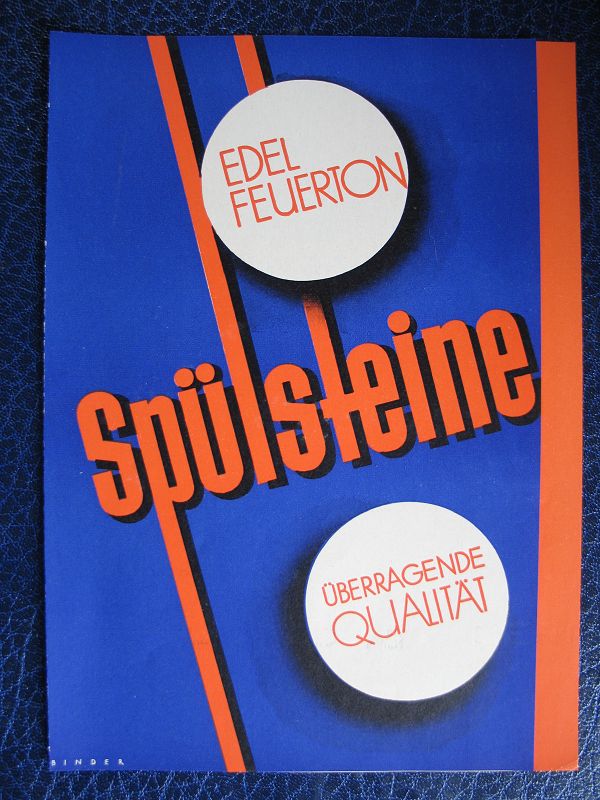 EDEL
FEUERTON
Spülsteine
ÜBERRAGENDE
QUALITÄT
BINDER